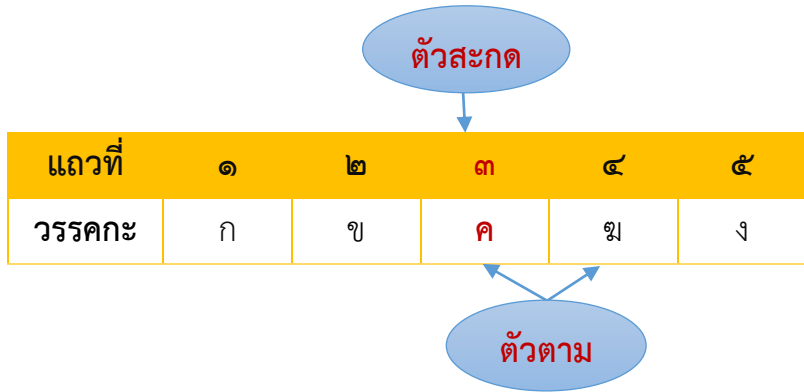 ตัวสะกด
แถวที่ ๑ ๒ ๓ ๔ ๕
วรรคกะ ก ข ค ฆ ง
ตัวตาม